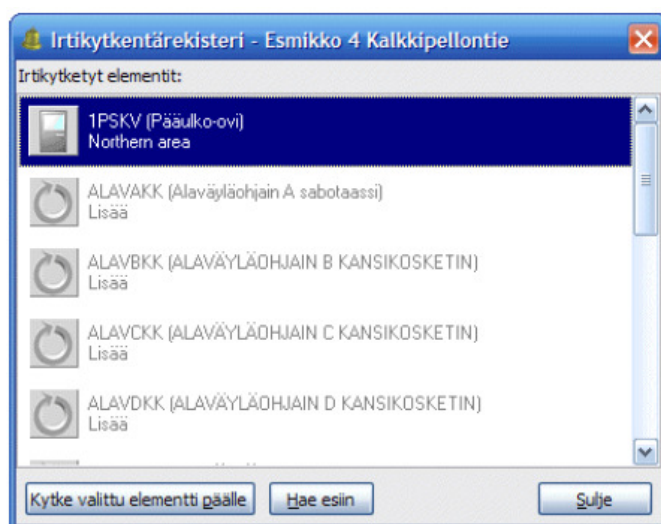 Irtikytkentärekisteri - Esmikko 4 Kalkkipellontie
Irtikytketyt elementit:
1PSKV (Pääulko-ovi)
Northern area
ALAVAKK (Alaväyläohjain A sabotaassi)
Lisää
ALAVBKK (ALAVÄYLÄOHJAIN B KANSIKOSKETIN)
Lisää
ALAVCKK (ALAVÄYLÄOHJAIN C KANSIKOSKETIN)
Lisää
ALAVDKK (ALAVÄYLÄOHJAIN D KANSIKOSKETIN)
Lisää
Kytke valittu elementti päälle Hae esiin Sulje